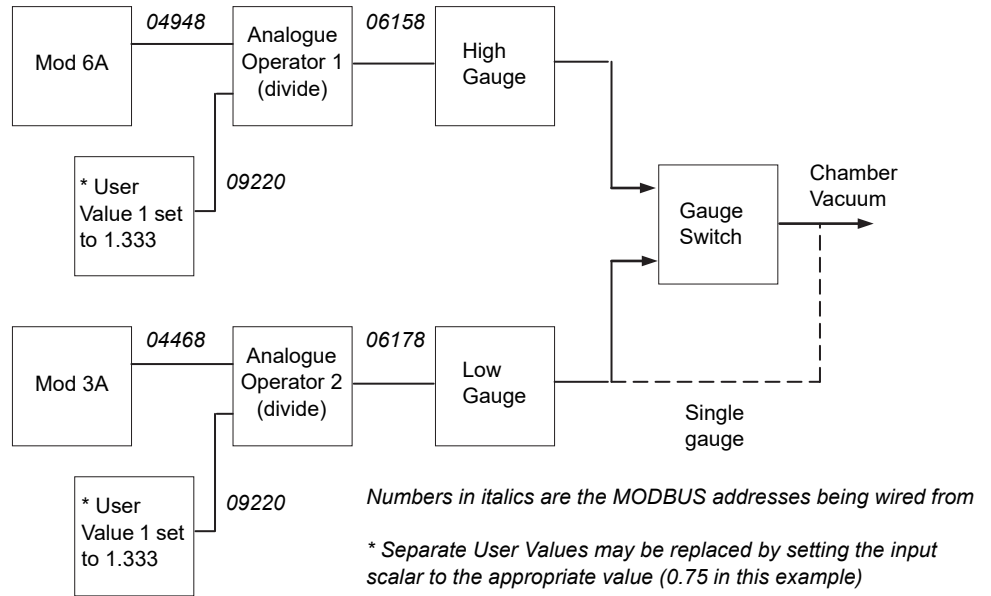 04948
06158
Mod 6A
Analogue
Operator 1
(divide)
High
Gauge
* User
Value 1 set
to 1.333
09220
Gauge
Switch
Chamber
Vacuum
04468
06178
Mod 3A
Analogue
Operator 2
(divide)
Low
Gauge
Single
gauge
* User
Value 1 set
to 1.333
09220
Numbers in italics are the MODBUS addresses being wired from
* Separate User Values may be replaced by setting the input
scalar to the appropriate value (0.75 in this example)